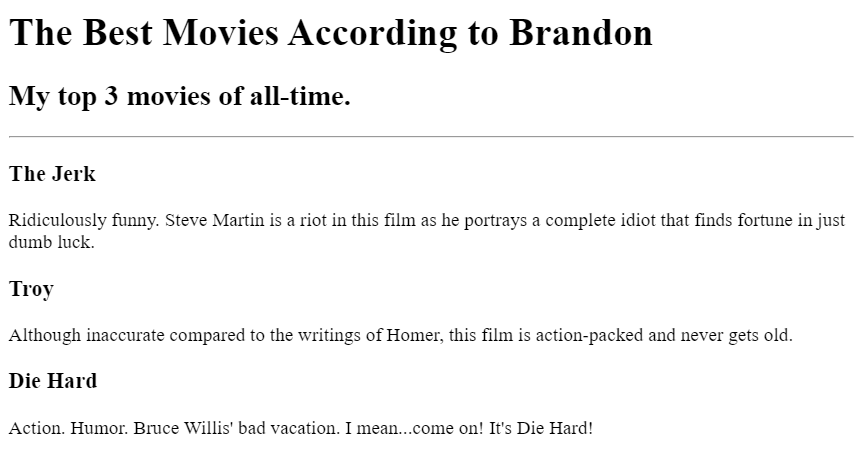 The Best Movies According to Brandon
My top 3 movies of all-time.
The Jerk
Ridiculously funny. Steve Martin is a riot in this film as he portrays a complete idiot that finds fortune in just
dumb luck.
Troy
Although inaccurate compared to the writings of Homer, this film is action-packed and never gets old.
Die Hard
Action. Humor. Bruce Willis' bad vacation. I mean...come on! It's Die Hard!